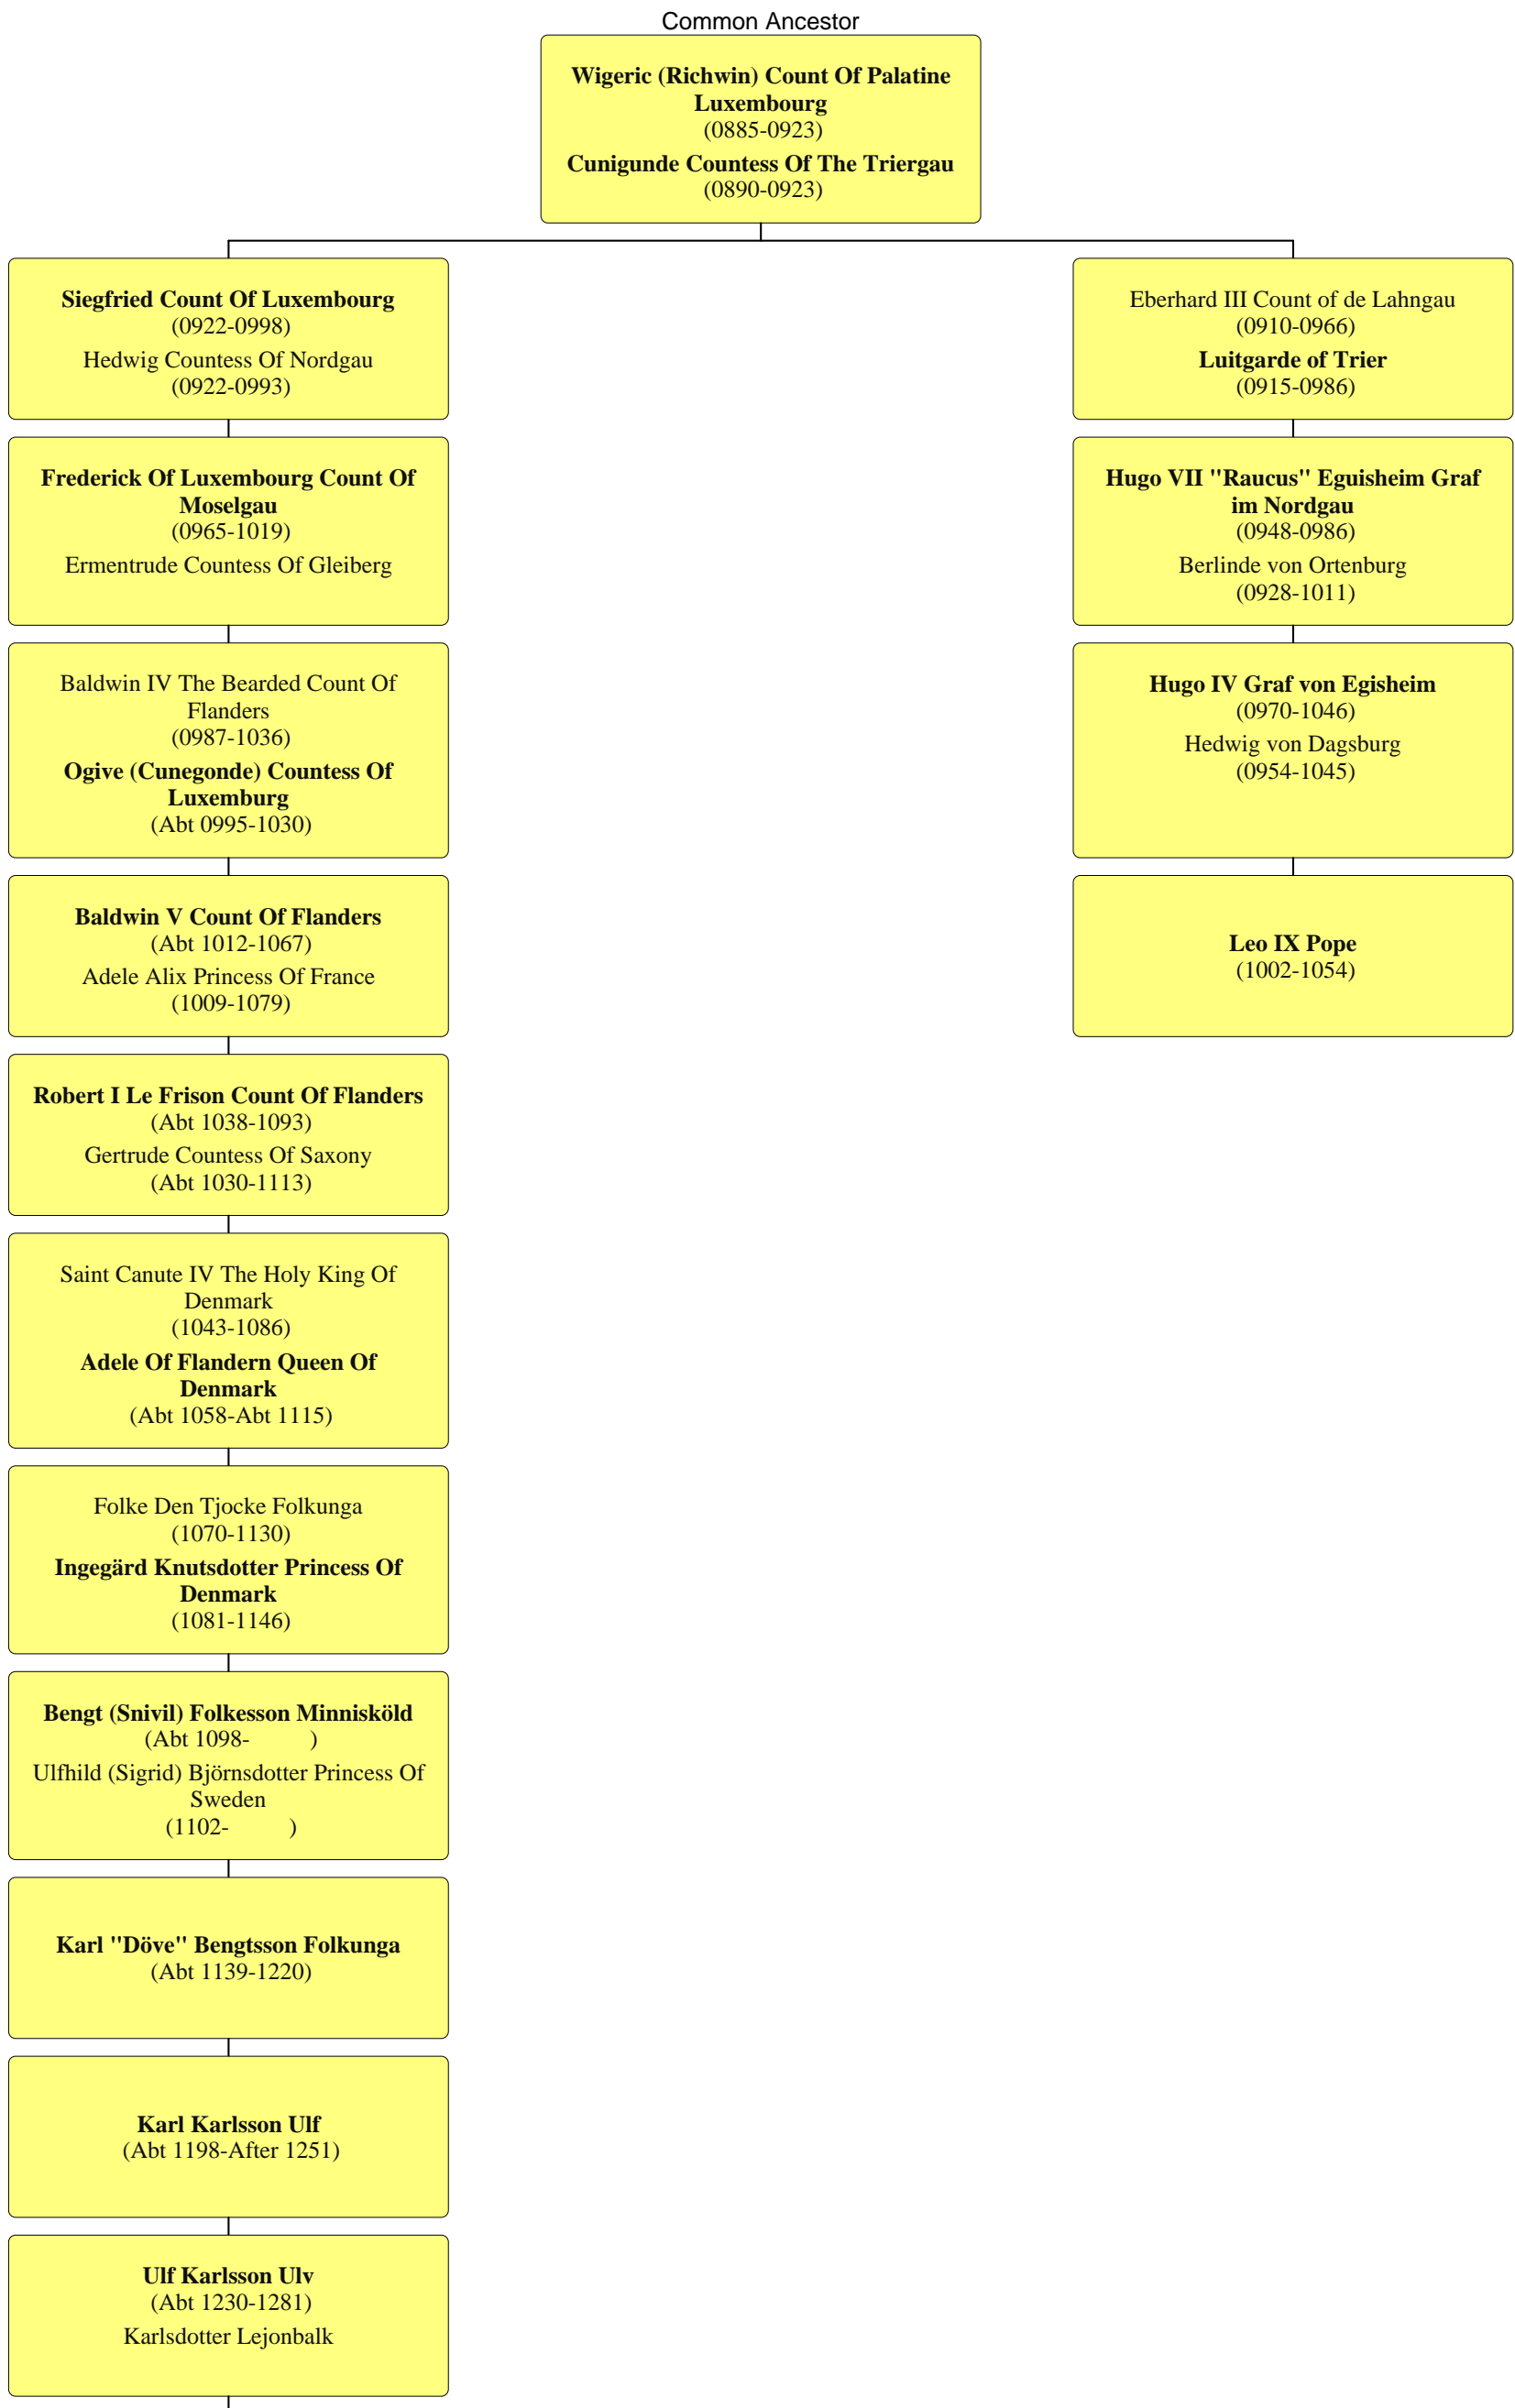 Common Ancestor
Wigeric (Richwin) Count Of Palatine
Luxembourg
(0885-0923)
Cunigunde Countess Of The Triergau
(0890-0923)
Siegfried Count Of Luxembourg
(0922-0998)
Hedwig Countess Of Nordgau
(0922-0993)
Eberhard III Count of de Lahngau
(0910-0966)
Luitgarde of Trier
(0915-0986)
Frederick Of Luxembourg Count Of
Moselgau
(0965-1019)
Ermentrude Countess Of Gleiberg
Hugo VII "Raucus" Eguisheim Graf
im Nordgau
(0948-0986)
Berlinde von Ortenburg
(0928-1011)
Baldwin IV The Bearded Count Of
Flanders
(0987-1036)
Ogive (Cunegonde) Countess Of
Luxemburg
(Abt 0995-1030)
Hugo IV Graf von Egisheim
(0970-1046)
Hedwig von Dagsburg
(0954-1045)
Baldwin V Count Of Flanders
(Abt 1012-1067)
Adele Alix Princess Of France
(1009-1079)
Leo IX Pope
(1002-1054)
Robert I Le Frison Count Of Flanders
(Abt 1038-1093)
Gertrude Countess Of Saxony
(Abt 1030-1113)
Saint Canute IV The Holy King Of
Denmark
(1043-1086)
Adele Of Flandern Queen Of
Denmark
(Abt 1058-Abt 1115)
Folke Den Tjocke Folkunga
(1070-1130)
Ingegärd Knutsdotter Princess Of
Denmark
(1081-1146)
Bengt (Snivil) Folkesson Minnisköld
(Abt 1098- )
Ulfhild (Sigrid) Björnsdotter Princess Of
Sweden
(1102- )
Karl "Döve" Bengtsson Folkunga
(Abt 1139-1220)
Karl Karlsson Ulf
(Abt 1198-After 1251)
Ulf Karlsson Ulv
(Abt 1230-1281)
Karlsdotter Lejonbalk